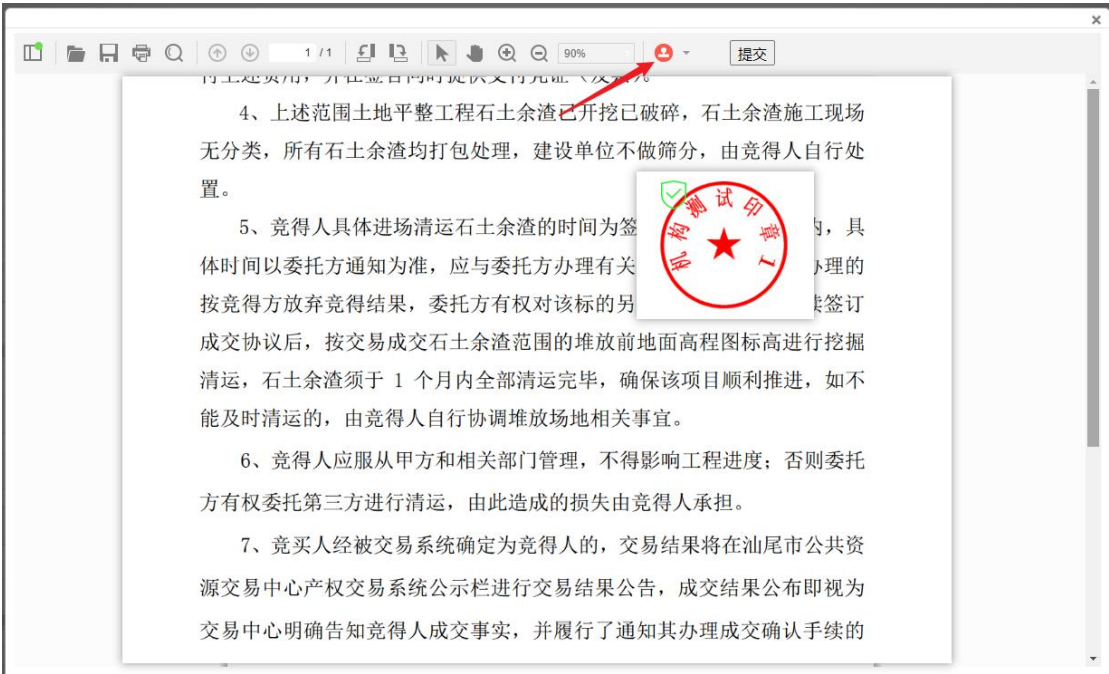 1 / 1
90%
提交
付上述费用，并在签合同时提供支付凭证（及
4、上述范围土地平整工程石土余渣已开挖已破碎，石土余渣施工现场
无分类，所有石土余渣均打包处理，建设单位不做筛分，由竞得人自行处
置。
机构测试印章1
5、竞得人具体进场清运石土余渣的时间为签 内，具
体时间以委托方通知为准，应与委托方办理有关 办理的
按竞得方放弃竞得结果，委托方有权对该标的另 续签订
成交协议后，按交易成交石土余渣范围的堆放前地面高程图标高进行挖掘
清运，石土余渣须于 1 个月内全部清运完毕，确保该项目顺利推进，如不
能及时清运的，由竞得人自行协调堆放场地相关事宜。
6、竞得人应服从甲方和相关部门管理，不得影响工程进度；否则委托
方有权委托第三方进行清运，由此造成的损失由竞得人承担。
7、竞买人经被交易系统确定为竞得人的，交易结果将在汕尾市公共资
源交易中心产权交易系统公示栏进行交易结果公告，成交结果公布即视为
交易中心明确告知竞得人成交事实，并履行了通知其办理成交确认手续的